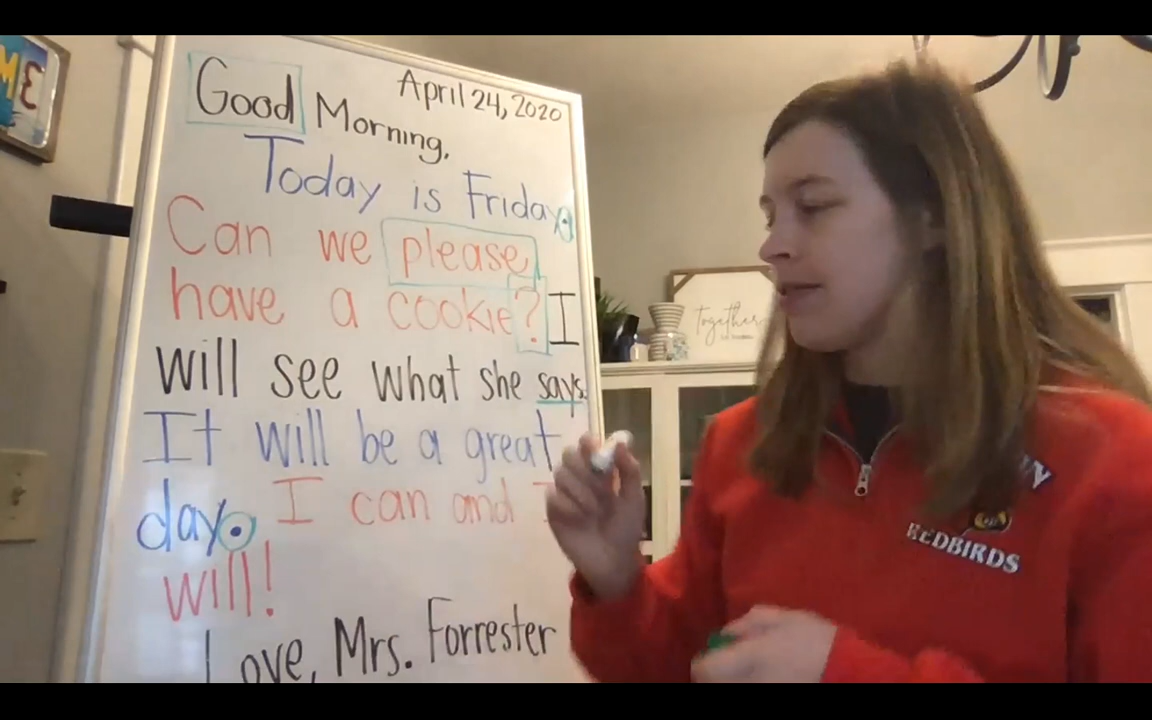 April 24, 2020
Good Morning,
Today is Friday.
Can we please
have a cookie? I
will see what she says.
It will be a great
day. I can and I
will!
Love, Mrs. Forrester
together
REDBIRDS